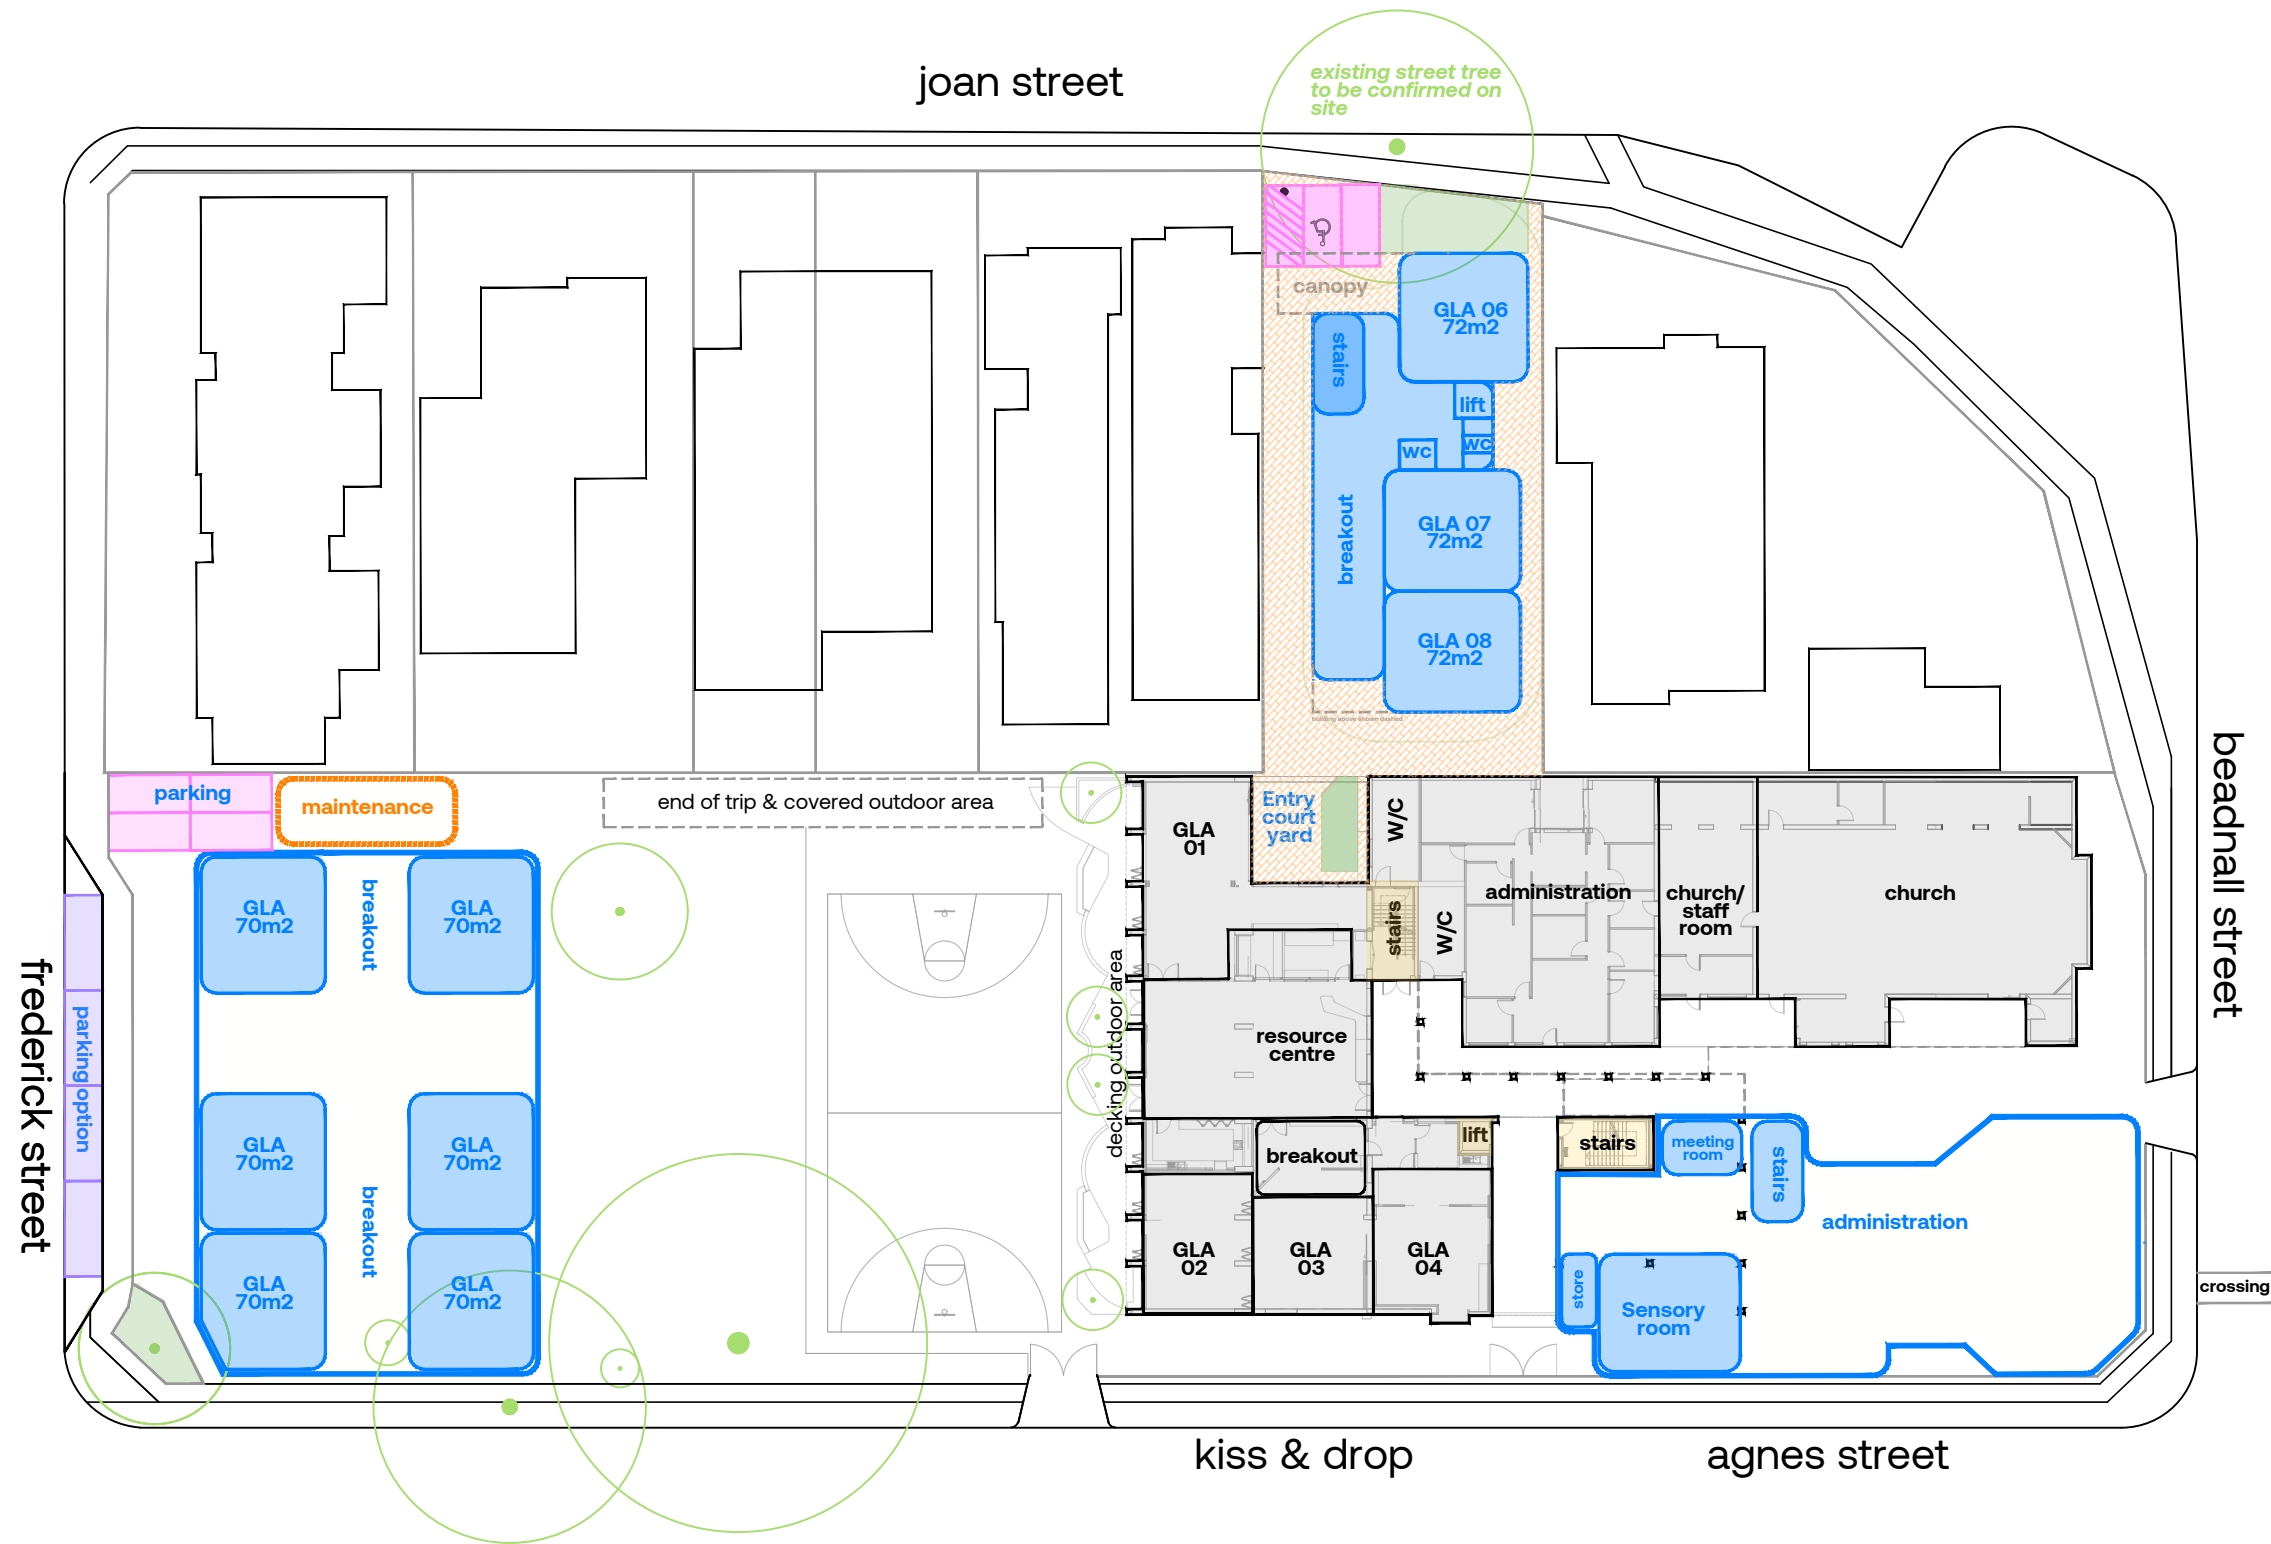 joan street
existing street tree
to be confirmed on
site
canopy
GLA 06
72m2
stairs
lift
wc
wc
breakout
GLA 07
72m2
GLA 08
72m2
building above shown dashed
parking
maintenance
end of trip & covered outdoor area
Entry
court
yard
GLA
01
W/C
stairs
W/C
administration
church/
staff
room
church
beadnall street
GLA
70m2
breakout
GLA
70m2
frederick street
parking option
decking outdoor area
resource
centre
GLA
70m2
GLA
70m2
breakout
GLA
70m2
GLA
70m2
breakout
lift
stairs
meeting
room
stairs
administration
GLA
02
GLA
03
GLA
04
store
Sensory
room
crossing
kiss & drop
agnes street